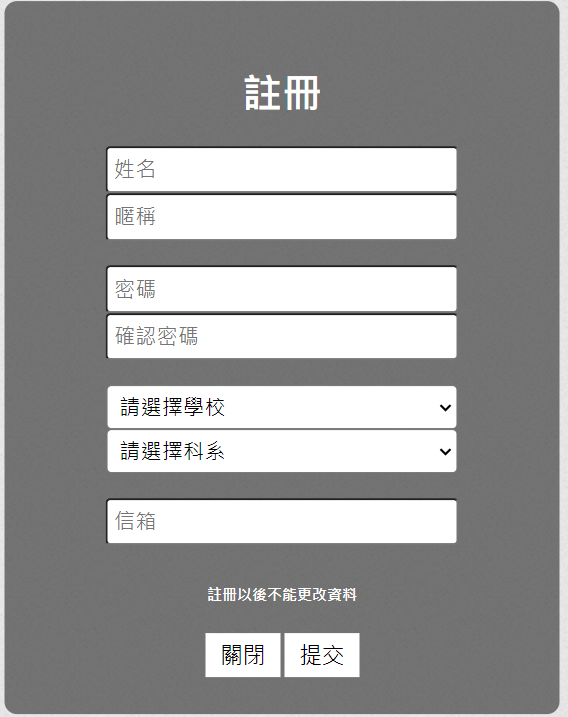 註冊
姓名
暱稱
密碼
確認密碼
請選擇學校
請選擇科系
信箱
註冊以後不能更改資料
關閉 提交